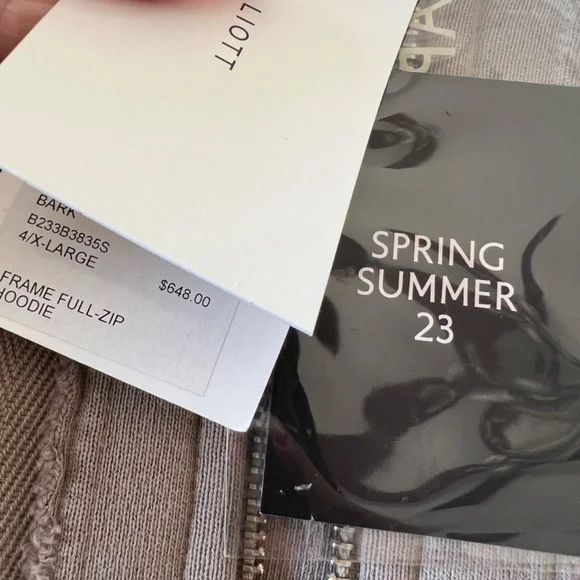 LIOTT
BARK
B233B3835S
4/X-LARGE
$648.00
FRAME FULL-ZIP
HOODIE
SPRING
SUMMER
23